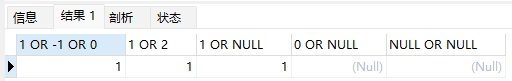 信息 结果 1 剖析 状态
1 OR -1 OR 0 1 OR 2 1 OR NULL 0 OR NULL NULL OR NULL
1 1 1 (Null) (Null)